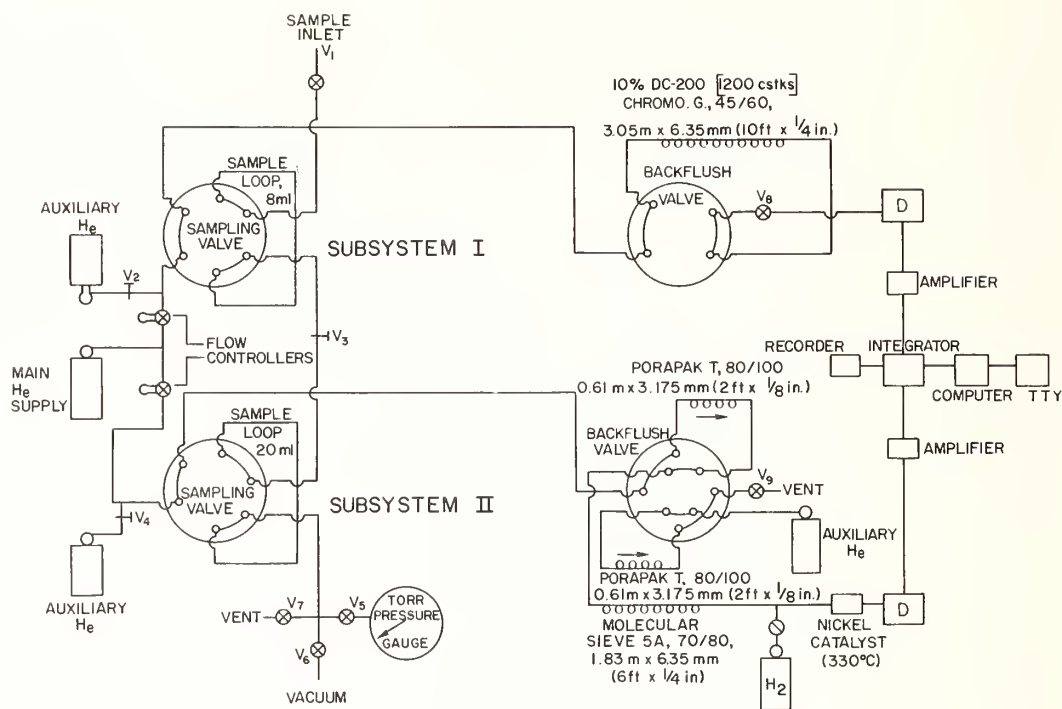 SAMPLE
INLET
V1
10% DC-200 [1200 cstks]
CHROMO. G., 45/60,
3.05m x 6.35 mm (10ft x 1/4 in.)
SAMPLE
LOOP,
8ml
SAMPLING
VALVE
BACKFLUSH
VALVE
V8
D
AUXILIARY
He
SUBSYSTEM I
V2
AMPLIFIER
FLOW
CONTROLLERS
V3
MAIN
He
SUPPLY
RECORDER
INTEGRATOR
COMPUTER
TTY
PORAPAK T, 80/100
0.61 m x 3.175 mm (2ft x 1/8 in.)
SAMPLE
LOOP
20 ml
SAMPLING
VALVE
BACKFLUSH
VALVE
AMPLIFIER
V9
VENT
SUBSYSTEM II
V4
AUXILIARY
He
AUXILIARY
He
PORAPAK T, 80/100
0.61m x 3.175mm (2ft x 1/8 in.)
MOLECULAR
SIEVE 5A, 70/80,
1.83 m x 6.35 mm
(6ft x 1/4 in.)
NICKEL
CATALYST
(330°C)
D
H2
VENT
V7
V5
TORR
PRESSURE
GAUGE
V6
VACUUM